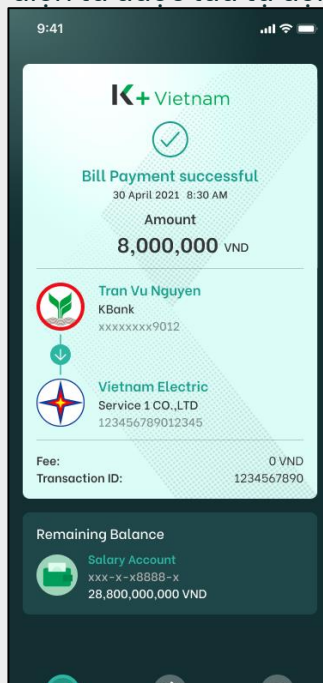 9:41
K+ Vietnam
Bill Payment successful
30 April 2021 8:30 AM
Amount
8,000,000 VND
Tran Vu Nguyen
KBank
xxxxxxxx9012
Vietnam Electric
Service 1 CO.,LTD
123456789012345
Fee: 0 VND
Transaction ID: 1234567890
Remaining Balance
Salary Account
xxx-x-x8888-x
28,800,000,000 VND